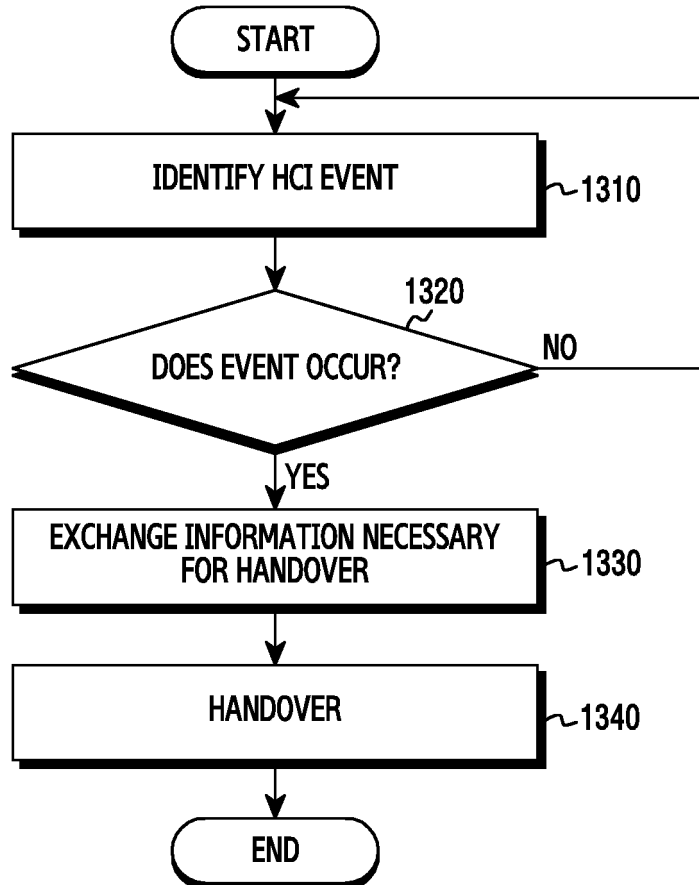 START
IDENTIFY HCI EVENT
1310
1320
DOES EVENT OCCUR?
NO
YES
EXCHANGE INFORMATION NECESSARY
FOR HANDOVER
1330
HANDOVER
1340
END